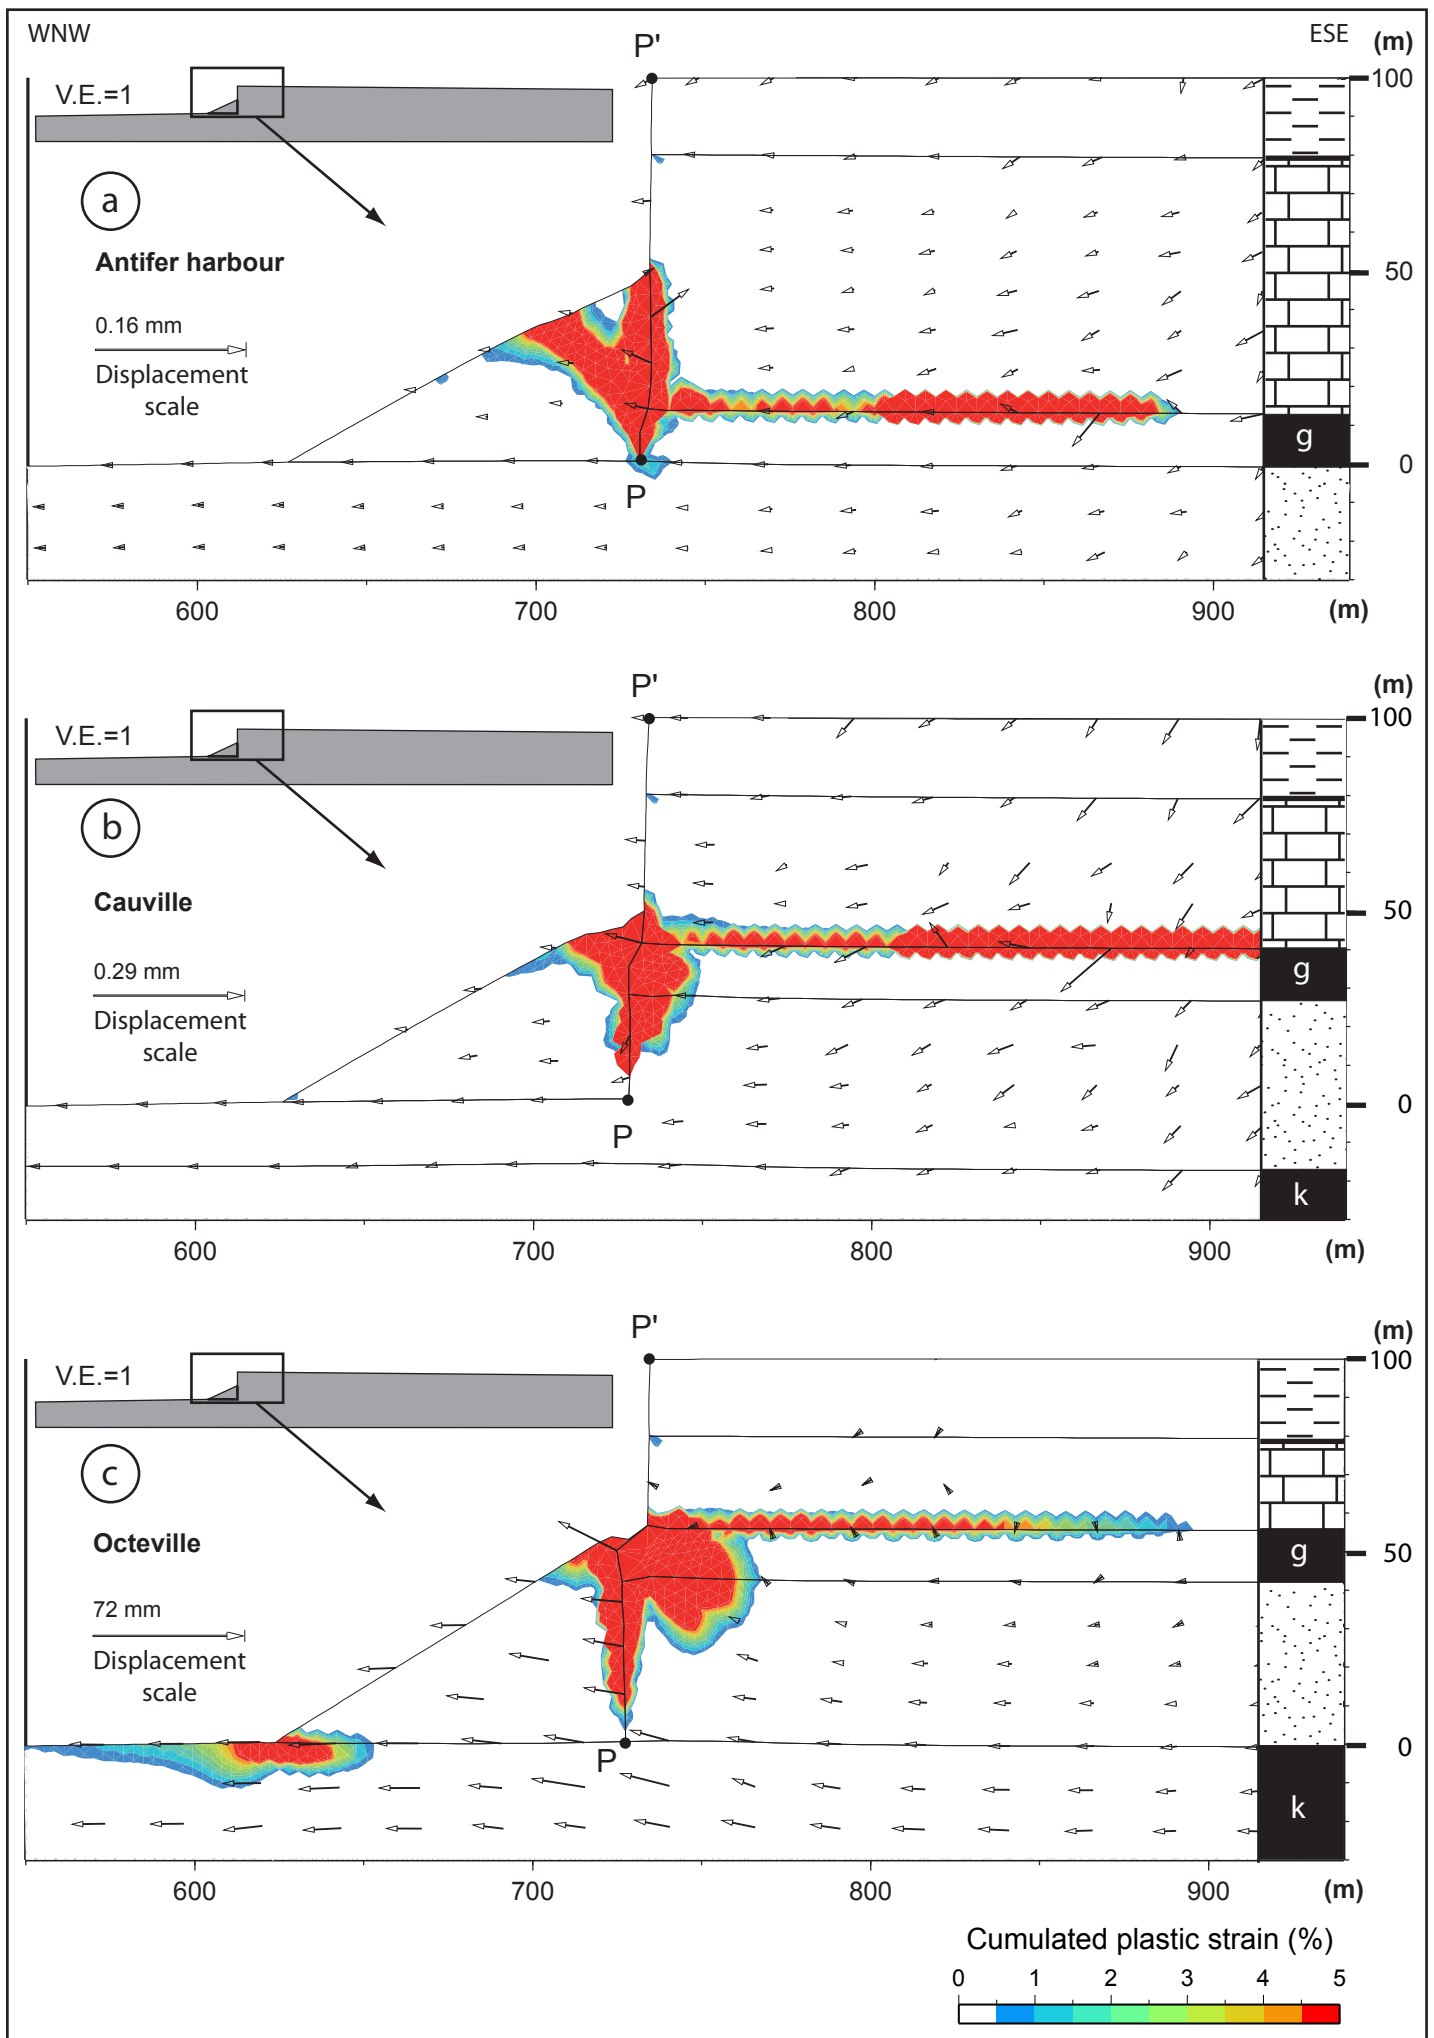 WNW
ESE
(m)
P'
V.E.=1
100
a
Antifer harbour
50
0.16 mm
Displacement
scale
g
0
P
600
700
800
900
(m)
P'
(m)
V.E.=1
100
b
Cauville
50
0.29 mm
g
Displacement
scale
0
P
k
600
700
800
900
(m)
P'
(m)
V.E.=1
100
c
Octeville
50
g
72 mm
Displacement
scale
0
P
k
600
700
800
900
(m)
Cumulated plastic strain (%)
0 1 2 3 4 5